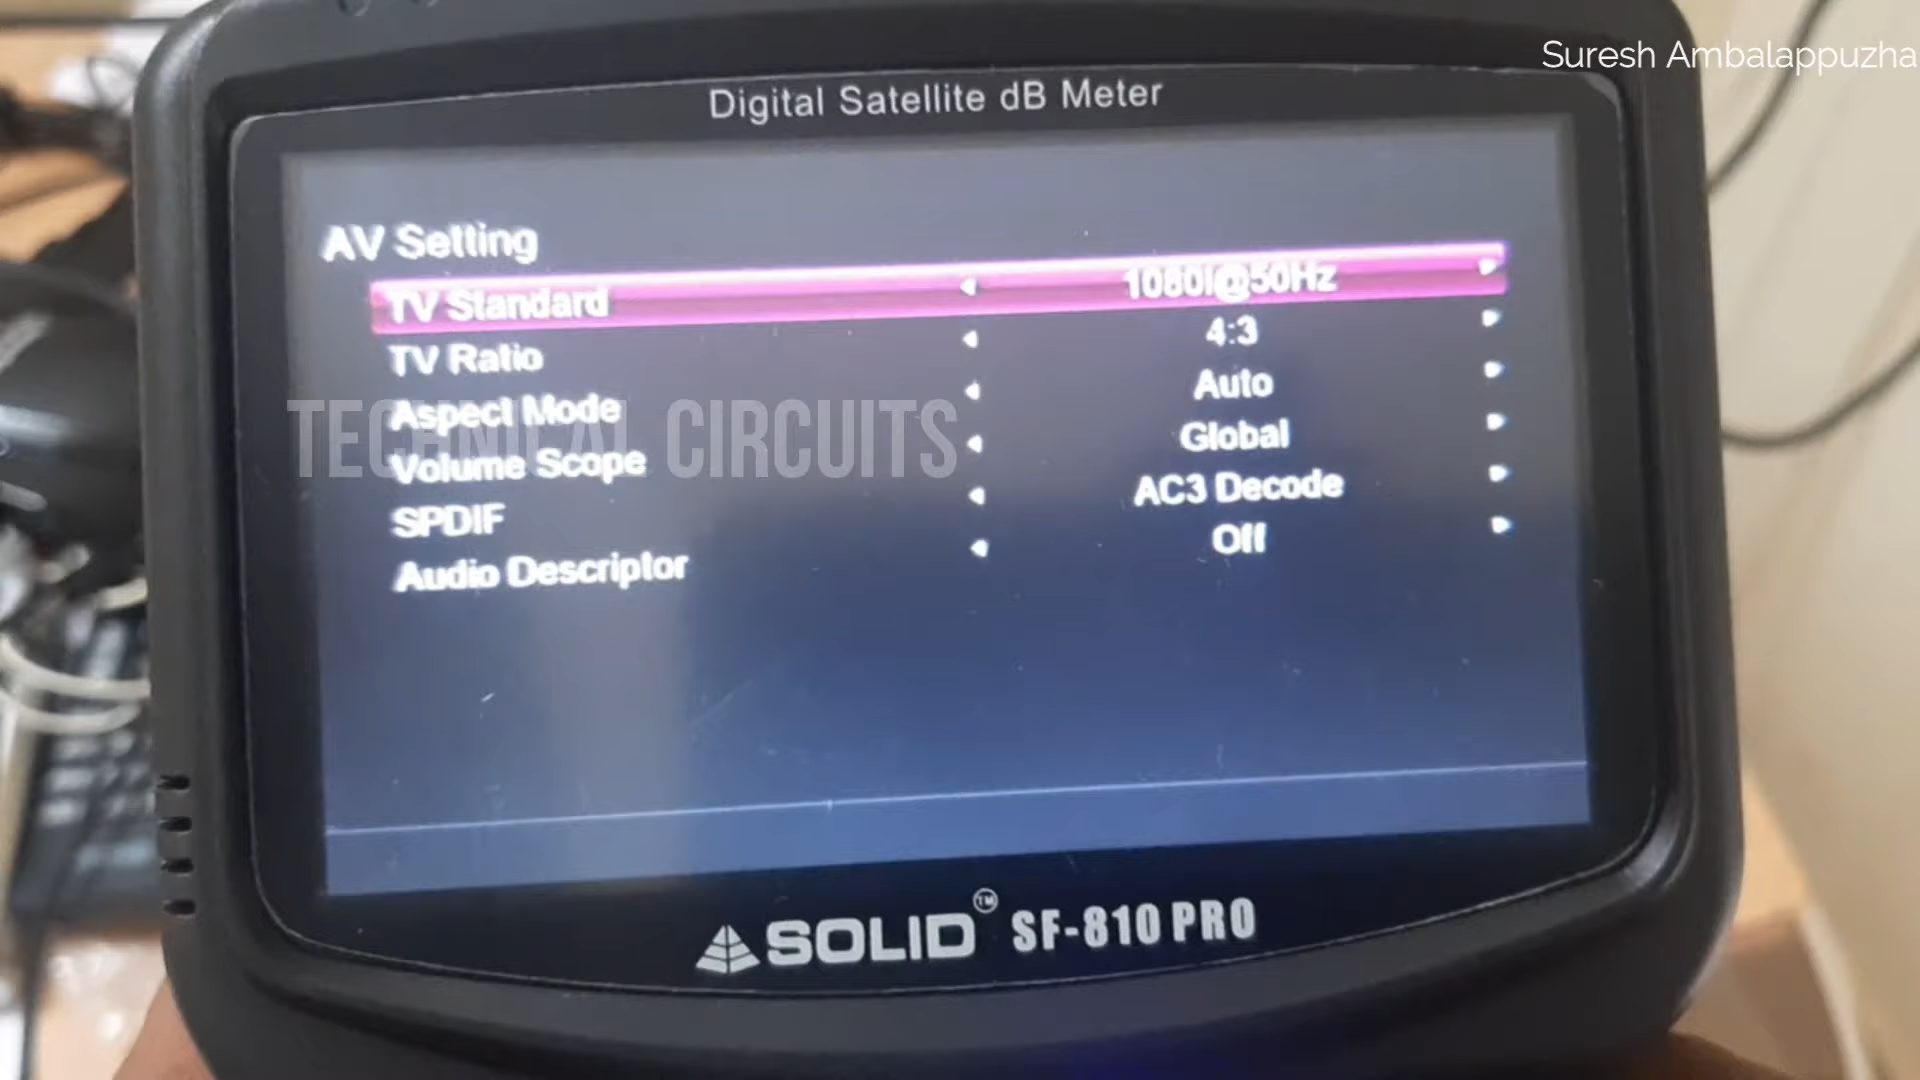 Suresh Ambalappuzha
Digital Satellite dB Meter
AV Setting
TV Standard 1080I@50Hz
TV Ratio 4:3
Aspect Mode Auto
TECHNICAL CIRCUITS
Volume Scope Global
SPDIF AC3 Decode
Audio Descriptor Off
SOLID™ SF-810 PRO